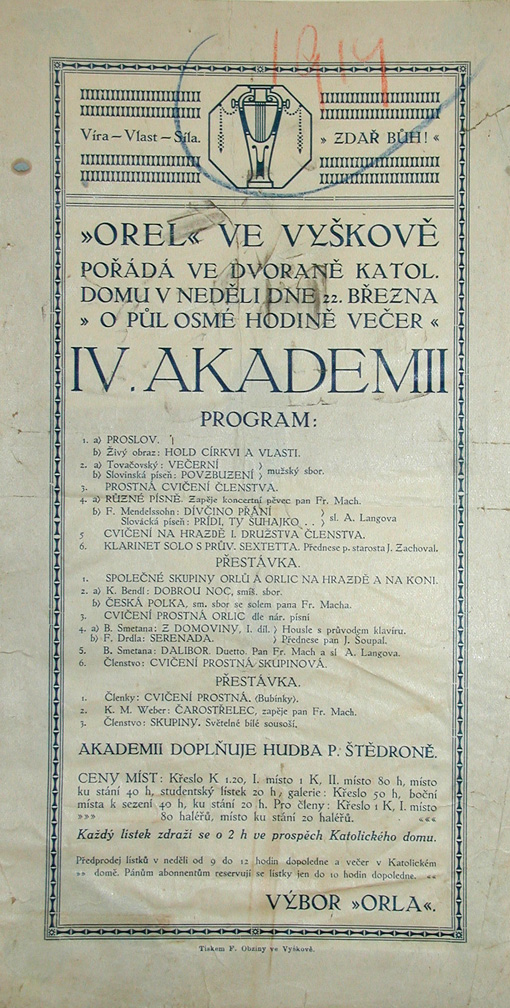 1914
Víra – Vlast – Síla. » ZDAŘ BŮH! «
»OREL« VE VYŠKOVĚ
POŘÁDÁ VE DVORANĚ KATOL.
DOMU V NEDĚLI DNE 22. BŘEZNA
» O PŮL OSMÉ HODINĚ VEČER «
IV. AKADEMII
PROGRAM:
1. a) PROSLOV.
b) Živý obraz: HOLD CÍRKVI A VLASTI.
2. a) Tovačovský: VEČERNÍ } mužský sbor.
b) Slovinská píseň: POVZBUZENÍ
3. PROSTNÁ CVIČENÍ ČLENSTVA.
4. a) RŮZNÉ PÍSNĚ. Zapěje koncertní pěvec pan Fr. Mach.
b) F. Mendelssohn: DÍVČINO PŘÁNÍ } sl. A. Langova
Slovácká píseň: PRÍDI, TY ŠUHAJKO . .
5 CVIČENÍ NA HRAZDĚ I. DRUŽSTVA ČLENSTVA.
6. KLARINET SOLO S PRŮV. SEXTETTA. Přednese p. starosta J. Zachoval.
PŘESTÁVKA.
1. SPOLEČNÉ SKUPINY ORLŮ A ORLIC NA HRAZDĚ A NA KONI.
2. a) K. Bendl: DOBROU NOC, smíš. sbor.
b) ČESKÁ POLKA, sm. sbor se solem pana Fr. Macha.
3. CVIČENÍ PROSTNÁ ORLIC dle nár. písní
4. a) B. Smetana: Z DOMOVINY, I. díl. } Housle s průvodem klavíru.
b) F. Drdla: SERENADA. } Přednese pan J. Šoupal.
5. B. Smetana: DALIBOR. Duetto. Pan Fr. Mach a sl A. Langova.
6. Členstvo: CVIČENÍ PROSTNÁ SKUPINOVÁ.
PŘESTÁVKA.
1. Členky: CVIČENÍ PROSTNÁ. (Bubínky).
2. K. M. Weber: ČAROSTŘELEC, zapěje pan Fr. Mach.
3. Členstvo: SKUPINY. Světelné bílé sousoší.
AKADEMII DOPLŇUJE HUDBA P. ŠTĚDRONĚ.
CENY MÍST: Křeslo K 1.20, I. místo 1 K, II. místo 80 h, místo
ku stání 40 h, studentský lístek 20 h; galerie: Křeslo 50 h, boční
místa k sezení 40 h, ku stání 20 h. Pro členy: Křeslo 1 K, I. místo
»»» 80 haléřů, místo ku stání 20 haléřů. «««
Každý lístek zdraží se o 2 h ve prospěch Katolického domu.
Předprodej lístků v neděli od 9 do 12 hodin dopoledne a večer v Katolickém
»» domě. Pánům abonnentům reservují se lístky jen do 10 hodin dopoledne. ««
VÝBOR »ORLA«.
Tiskem F. Obziny ve Vyškově.